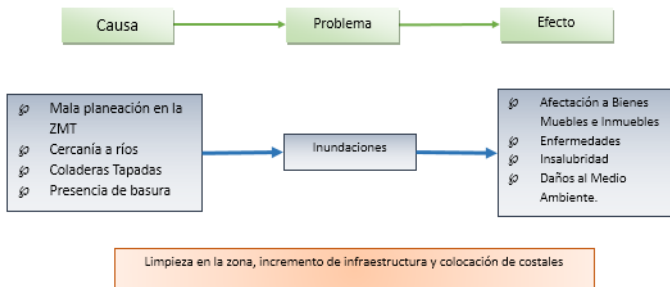 Causa
Problema
Efecto
℘ Mala planeación en la
ZMT
℘ Cercanía a ríos
℘ Coladeras Tapadas
℘ Presencia de basura
Inundaciones
℘ Afectación a Bienes
Muebles e Inmuebles
℘ Enfermedades
℘ Insalubridad
℘ Daños al Medio
Ambiente.
Limpieza en la zona, incremento de infraestructura y colocación de costales